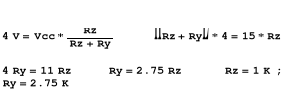 4 V = Vcc * Rz / Rz + Ry
⌊⌊Rz + Ry⌋⌋ * 4 = 15 * Rz
4 Ry = 11 Rz Ry = 2.75 Rz Rz = 1 K ;
Ry = 2.75 K